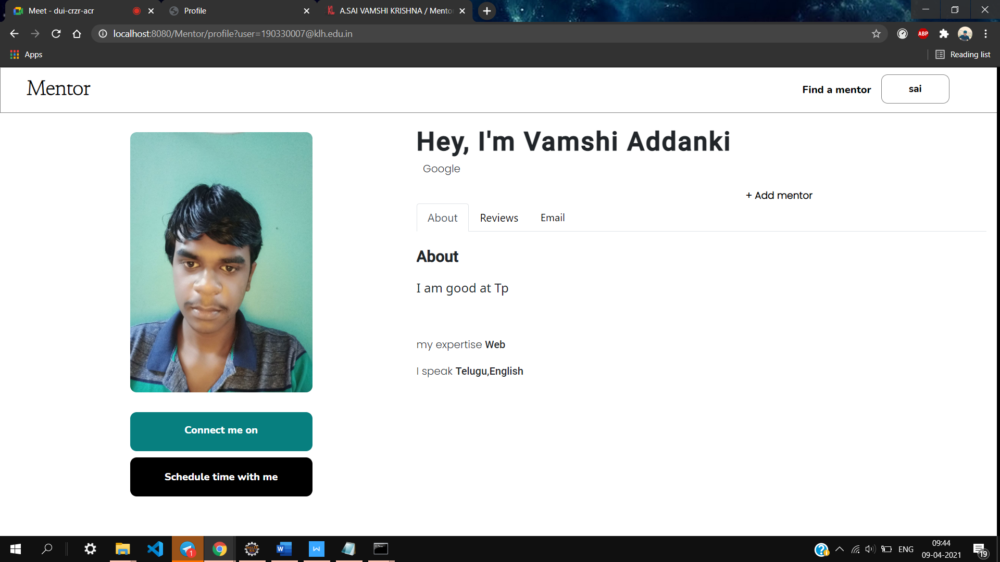 Meet - dui-crzr-acr
Profile
A.SAI VAMSHI KRISHNA / Mento
localhost:8080/Mentor/profile?user=190330007@klh.edu.in
ABP
Apps
Reading list
Mentor
Find a mentor
sai
Hey, I'm Vamshi Addanki
Google
+ Add mentor
About
Reviews
Email
About
I am good at Tp
my expertise Web
I speak Telugu,English
Connect me on
Schedule time with me
1
ENG
09:44
09-04-2021
19